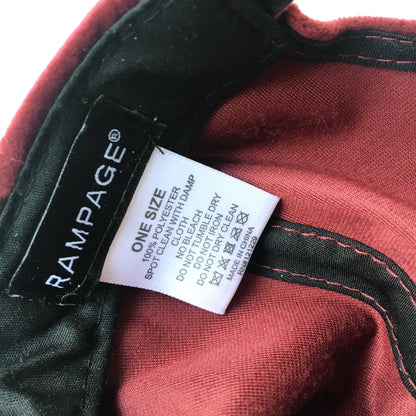 RAMPAGE®
ONE SIZE
100% POLYESTER
SPOT CLEAN WITH DAMP
CLOTH
NO BLEACH
DO NOT TUMBLE DRY
DO NOT IRON
DO NOT DRY CLEAN
MADE IN CHINA